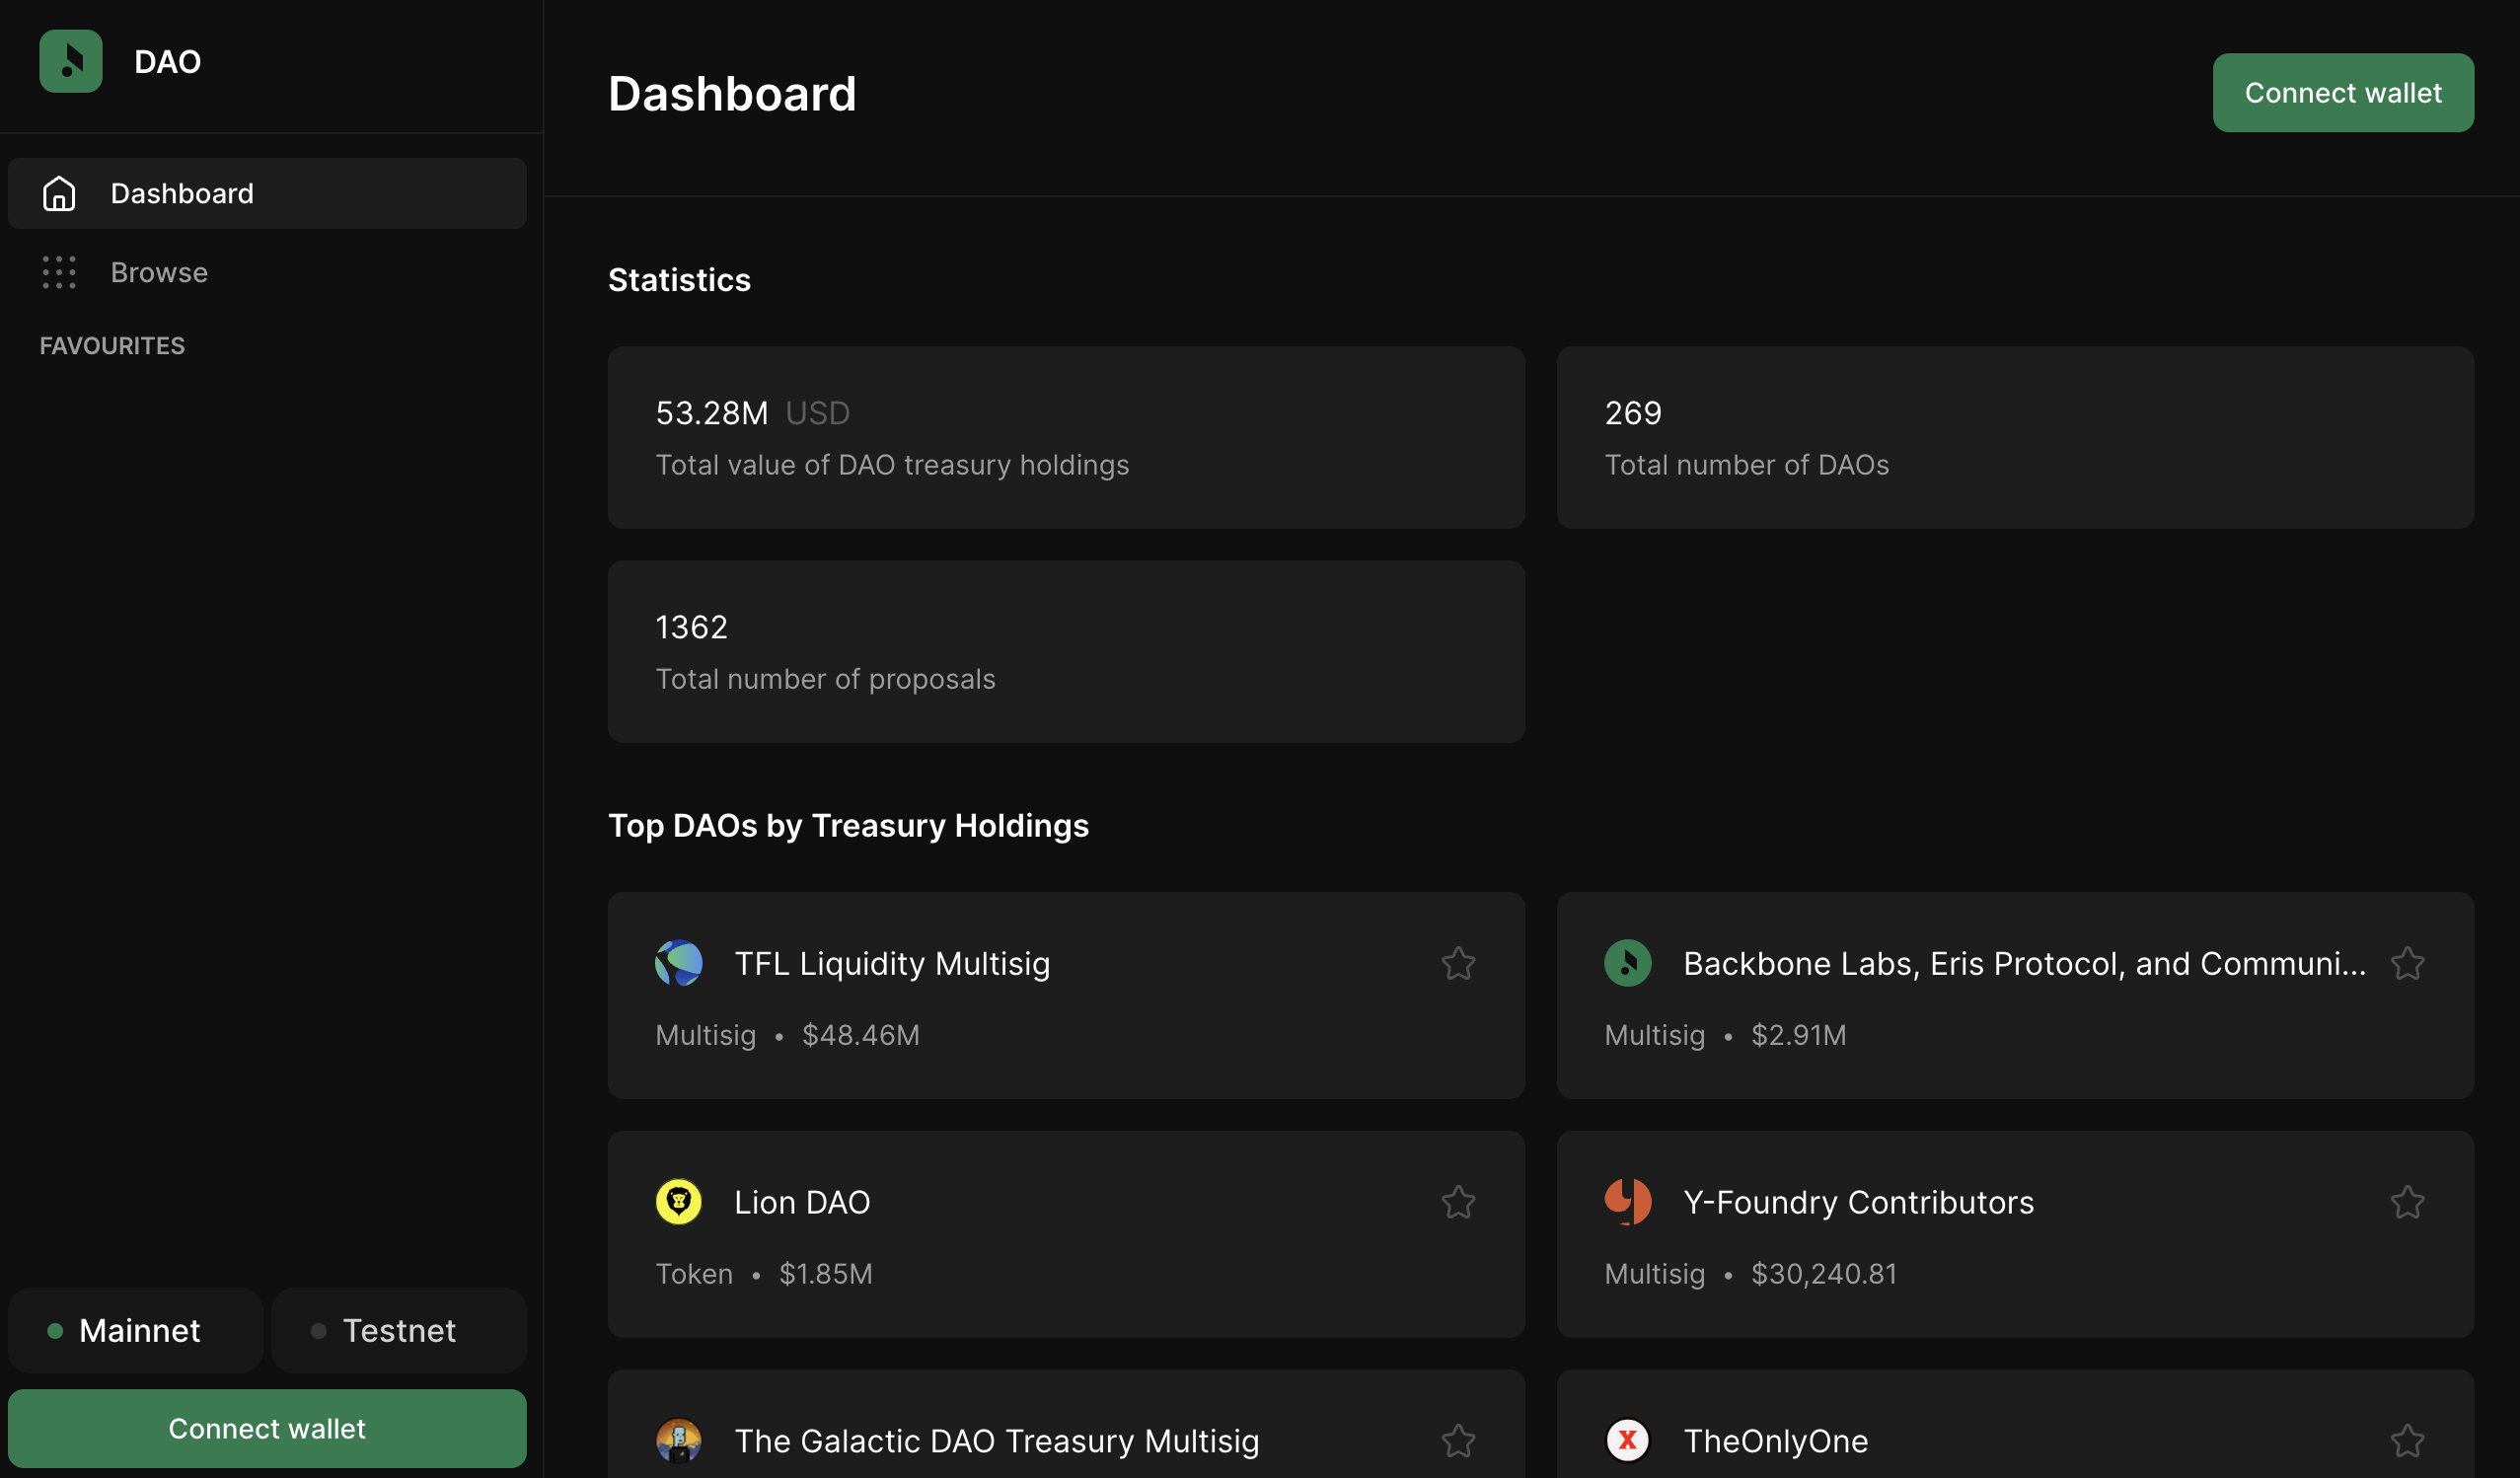 DAO
Dashboard
Browse
FAVOURITES
Mainnet
Testnet
Connect wallet
Dashboard
Connect wallet
Statistics
53.28M USD
Total value of DAO treasury holdings
269
Total number of DAOs
1362
Total number of proposals
Top DAOs by Treasury Holdings
TFL Liquidity Multisig
Multisig • $48.46M
Backbone Labs, Eris Protocol, and Communi...
Multisig • $2.91M
Lion DAO
Token • $1.85M
Y-Foundry Contributors
Multisig • $30,240.81
The Galactic DAO Treasury Multisig
X
TheOnlyOne